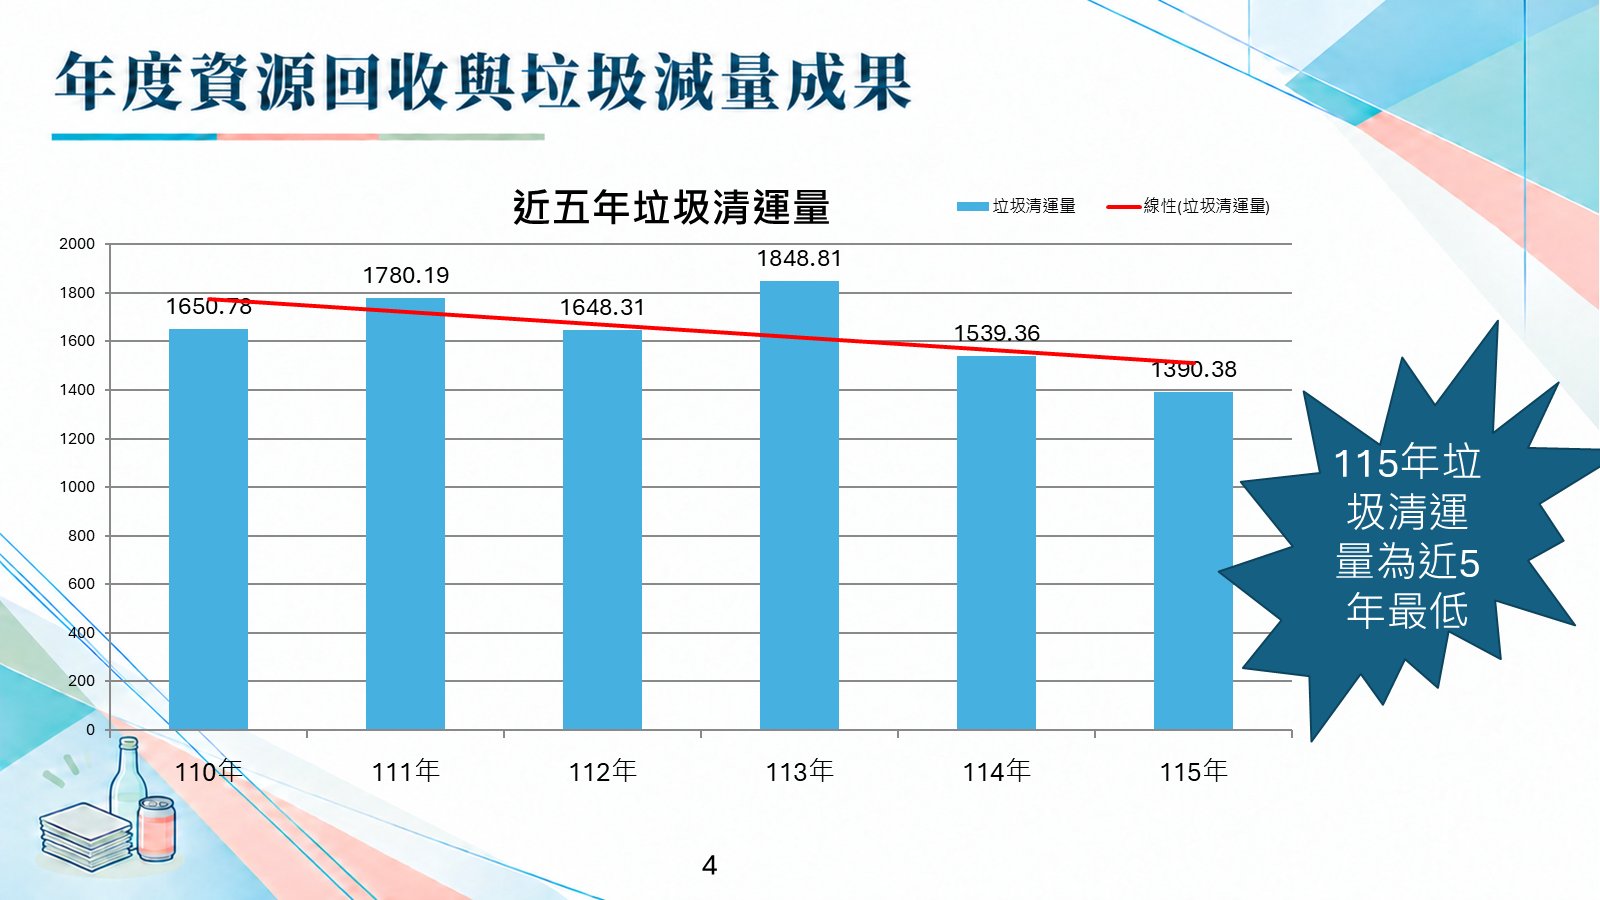 年度資源回收與垃圾減量成果
近五年垃圾清運量
垃圾清運量
線性(垃圾清運量)
2000
1800
1600
1400
1200
1000
800
600
400
200
0
1650.78
1780.19
1648.31
1848.81
1539.36
1390.38
110年
111年
112年
113年
114年
115年
115年垃
圾清運
量為近5
年最低
4